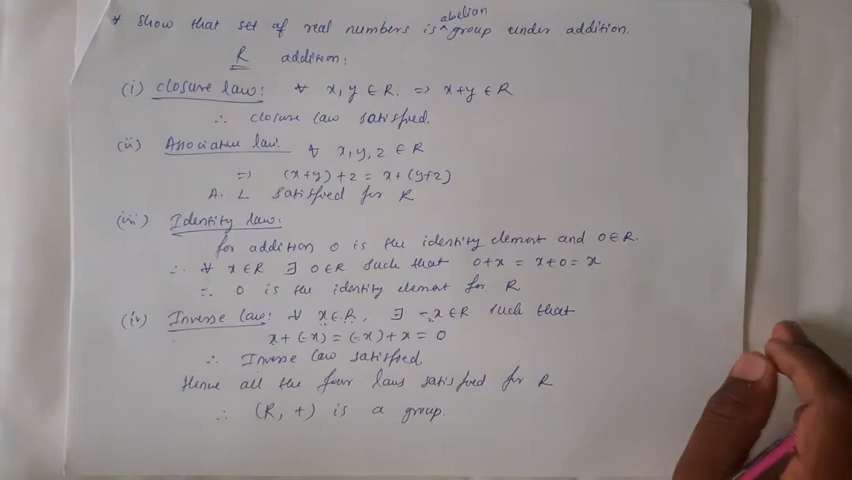 * Show that set of real numbers is ^abelian group under addition.
R addition:
(i) Closure law: ∀ x, y ∈ R. ⇒ x+y ∈ R
∴ closure law satisfied.
(ii) Associative law: ∀ x, y, z ∈ R
⇒ (x+y)+z = x+(y+z)
A. L satisfied for R
(iii) Identity law:
for addition 0 is the identity element and 0∈R.
∴ ∀ x∈R ∃ 0∈R such that 0+x = x+0 = x
∴ 0 is the identity element for R
(iv) Inverse law: ∀ x∈R, ∃ -x∈R such that
x+(-x) = (-x)+x = 0
∴ Inverse law satisfied.
Hence all the four laws satisfied for R
∴ (R, +) is a group.